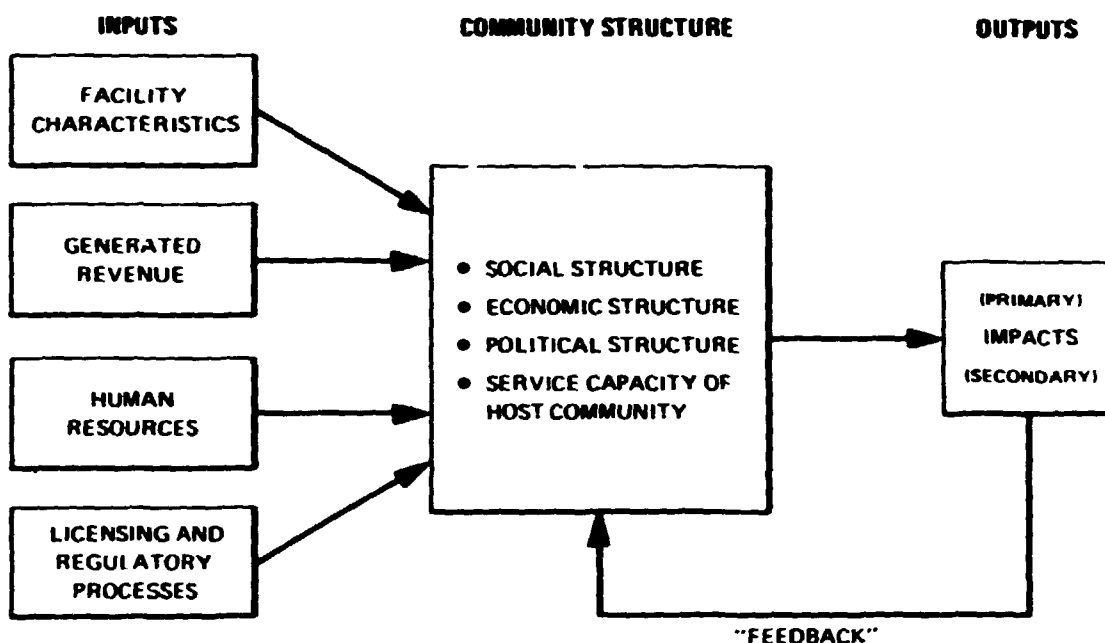 INPUTS
COMMUNITY STRUCTURE
OUTPUTS
FACILITY
CHARACTERISTICS
GENERATED
REVENUE
HUMAN
RESOURCES
LICENSING AND
REGULATORY
PROCESSES
• SOCIAL STRUCTURE
• ECONOMIC STRUCTURE
• POLITICAL STRUCTURE
• SERVICE CAPACITY OF
HOST COMMUNITY
(PRIMARY)
IMPACTS
(SECONDARY)
"FEEDBACK"